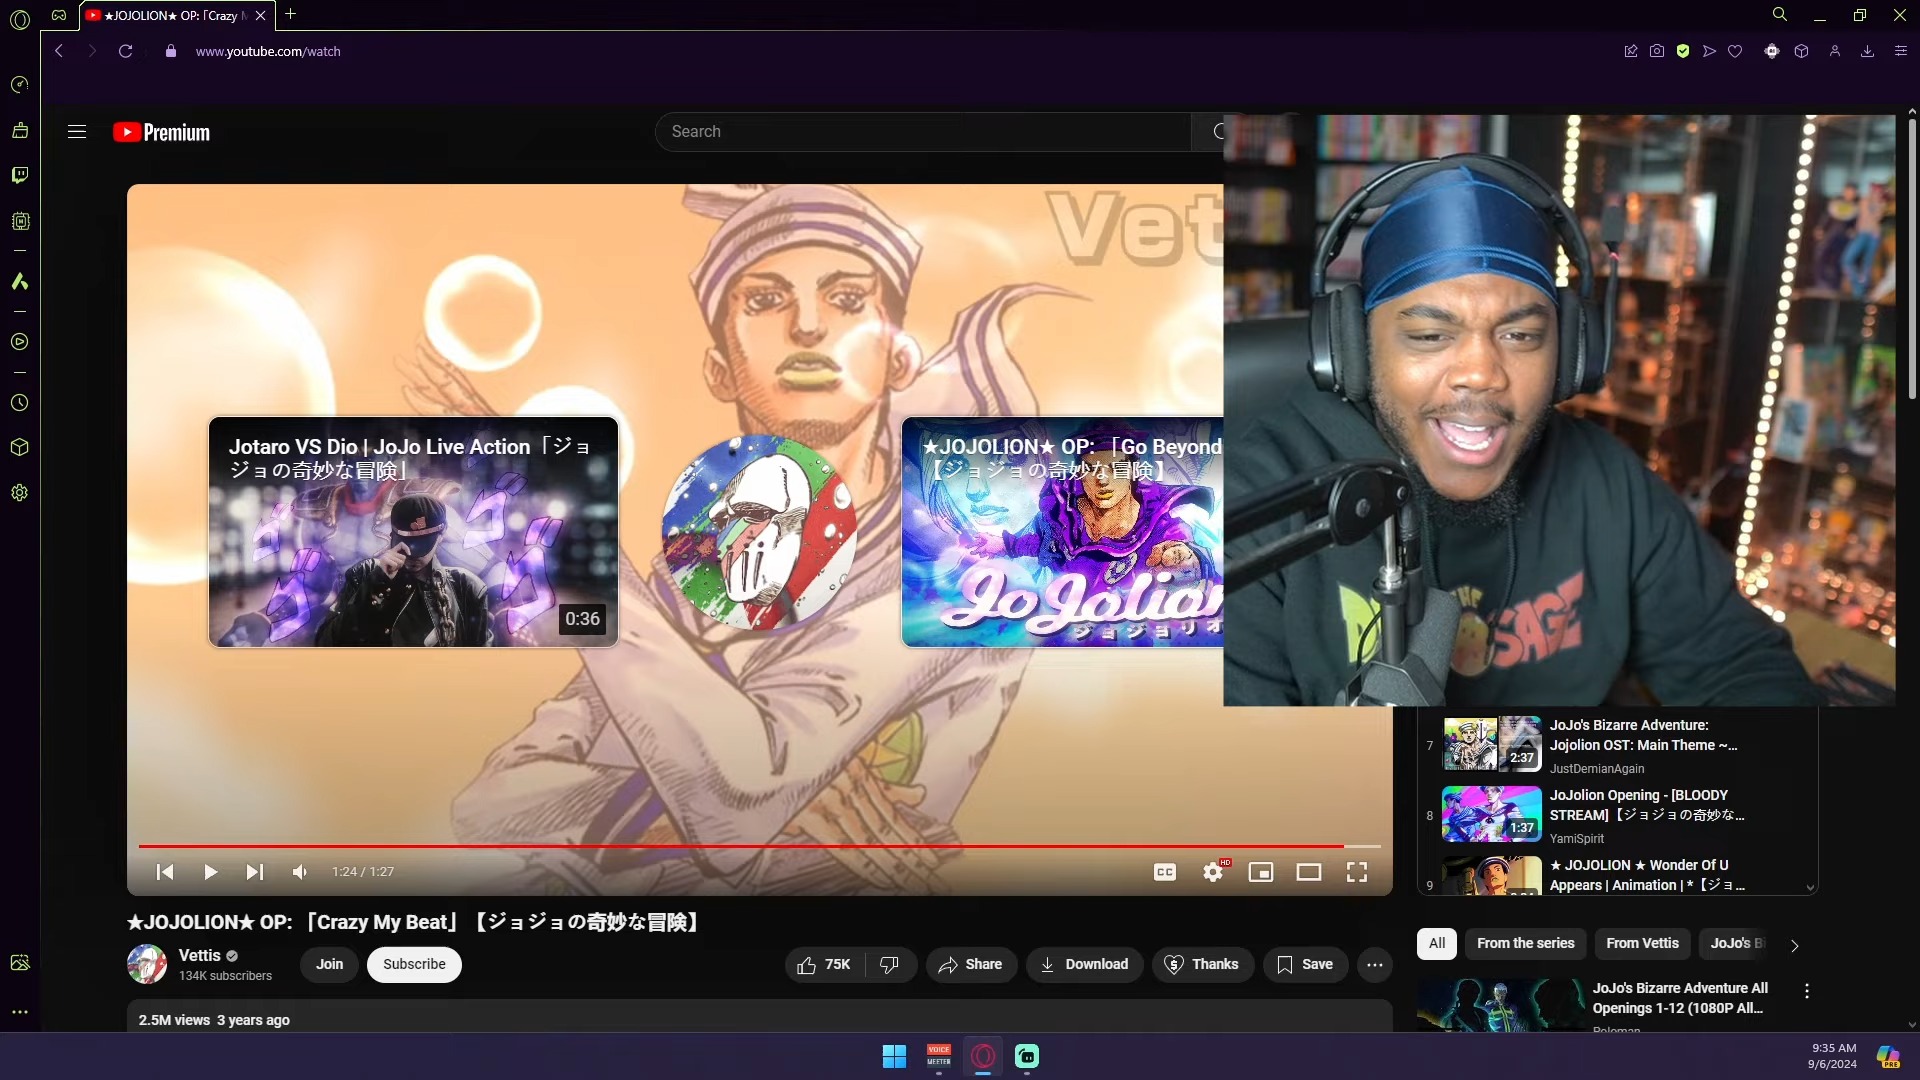 ★JOJOLION★ OP:「Crazy M
www.youtube.com/watch
Premium
Search
Vet
Jotaro VS Dio | JoJo Live Action「ジョ
ジョの奇妙な冒険」
0:36
★JOJOLION★ OP: 「Go Beyond
【ジョジョの奇妙な冒険】
JoJolion
ジョジョリオ
THE
SAGE
1:24 / 1:27
CC
HD
7
JoJo's Bizarre Adventure:
Jojolion OST: Main Theme ~...
2:37
JustDemianAgain
8
JoJolion Opening - [BLOODY
STREAM]【ジョジョの奇妙な...
1:37
YamiSpirit
9
★ JOJOLION ★ Wonder Of U
Appears | Animation | *【ジョ...
★JOJOLION★ OP: 「Crazy My Beat」【ジョジョの奇妙な冒険】
Vettis
134K subscribers
Join
Subscribe
75K
Share
Download
Thanks
Save
All
From the series
From Vettis
JoJo's Bi
2.5M views 3 years ago
JoJo's Bizarre Adventure All
Openings 1-12 (1080P All...
VOICE
MEETER
9:35 AM
9/6/2024
PRE